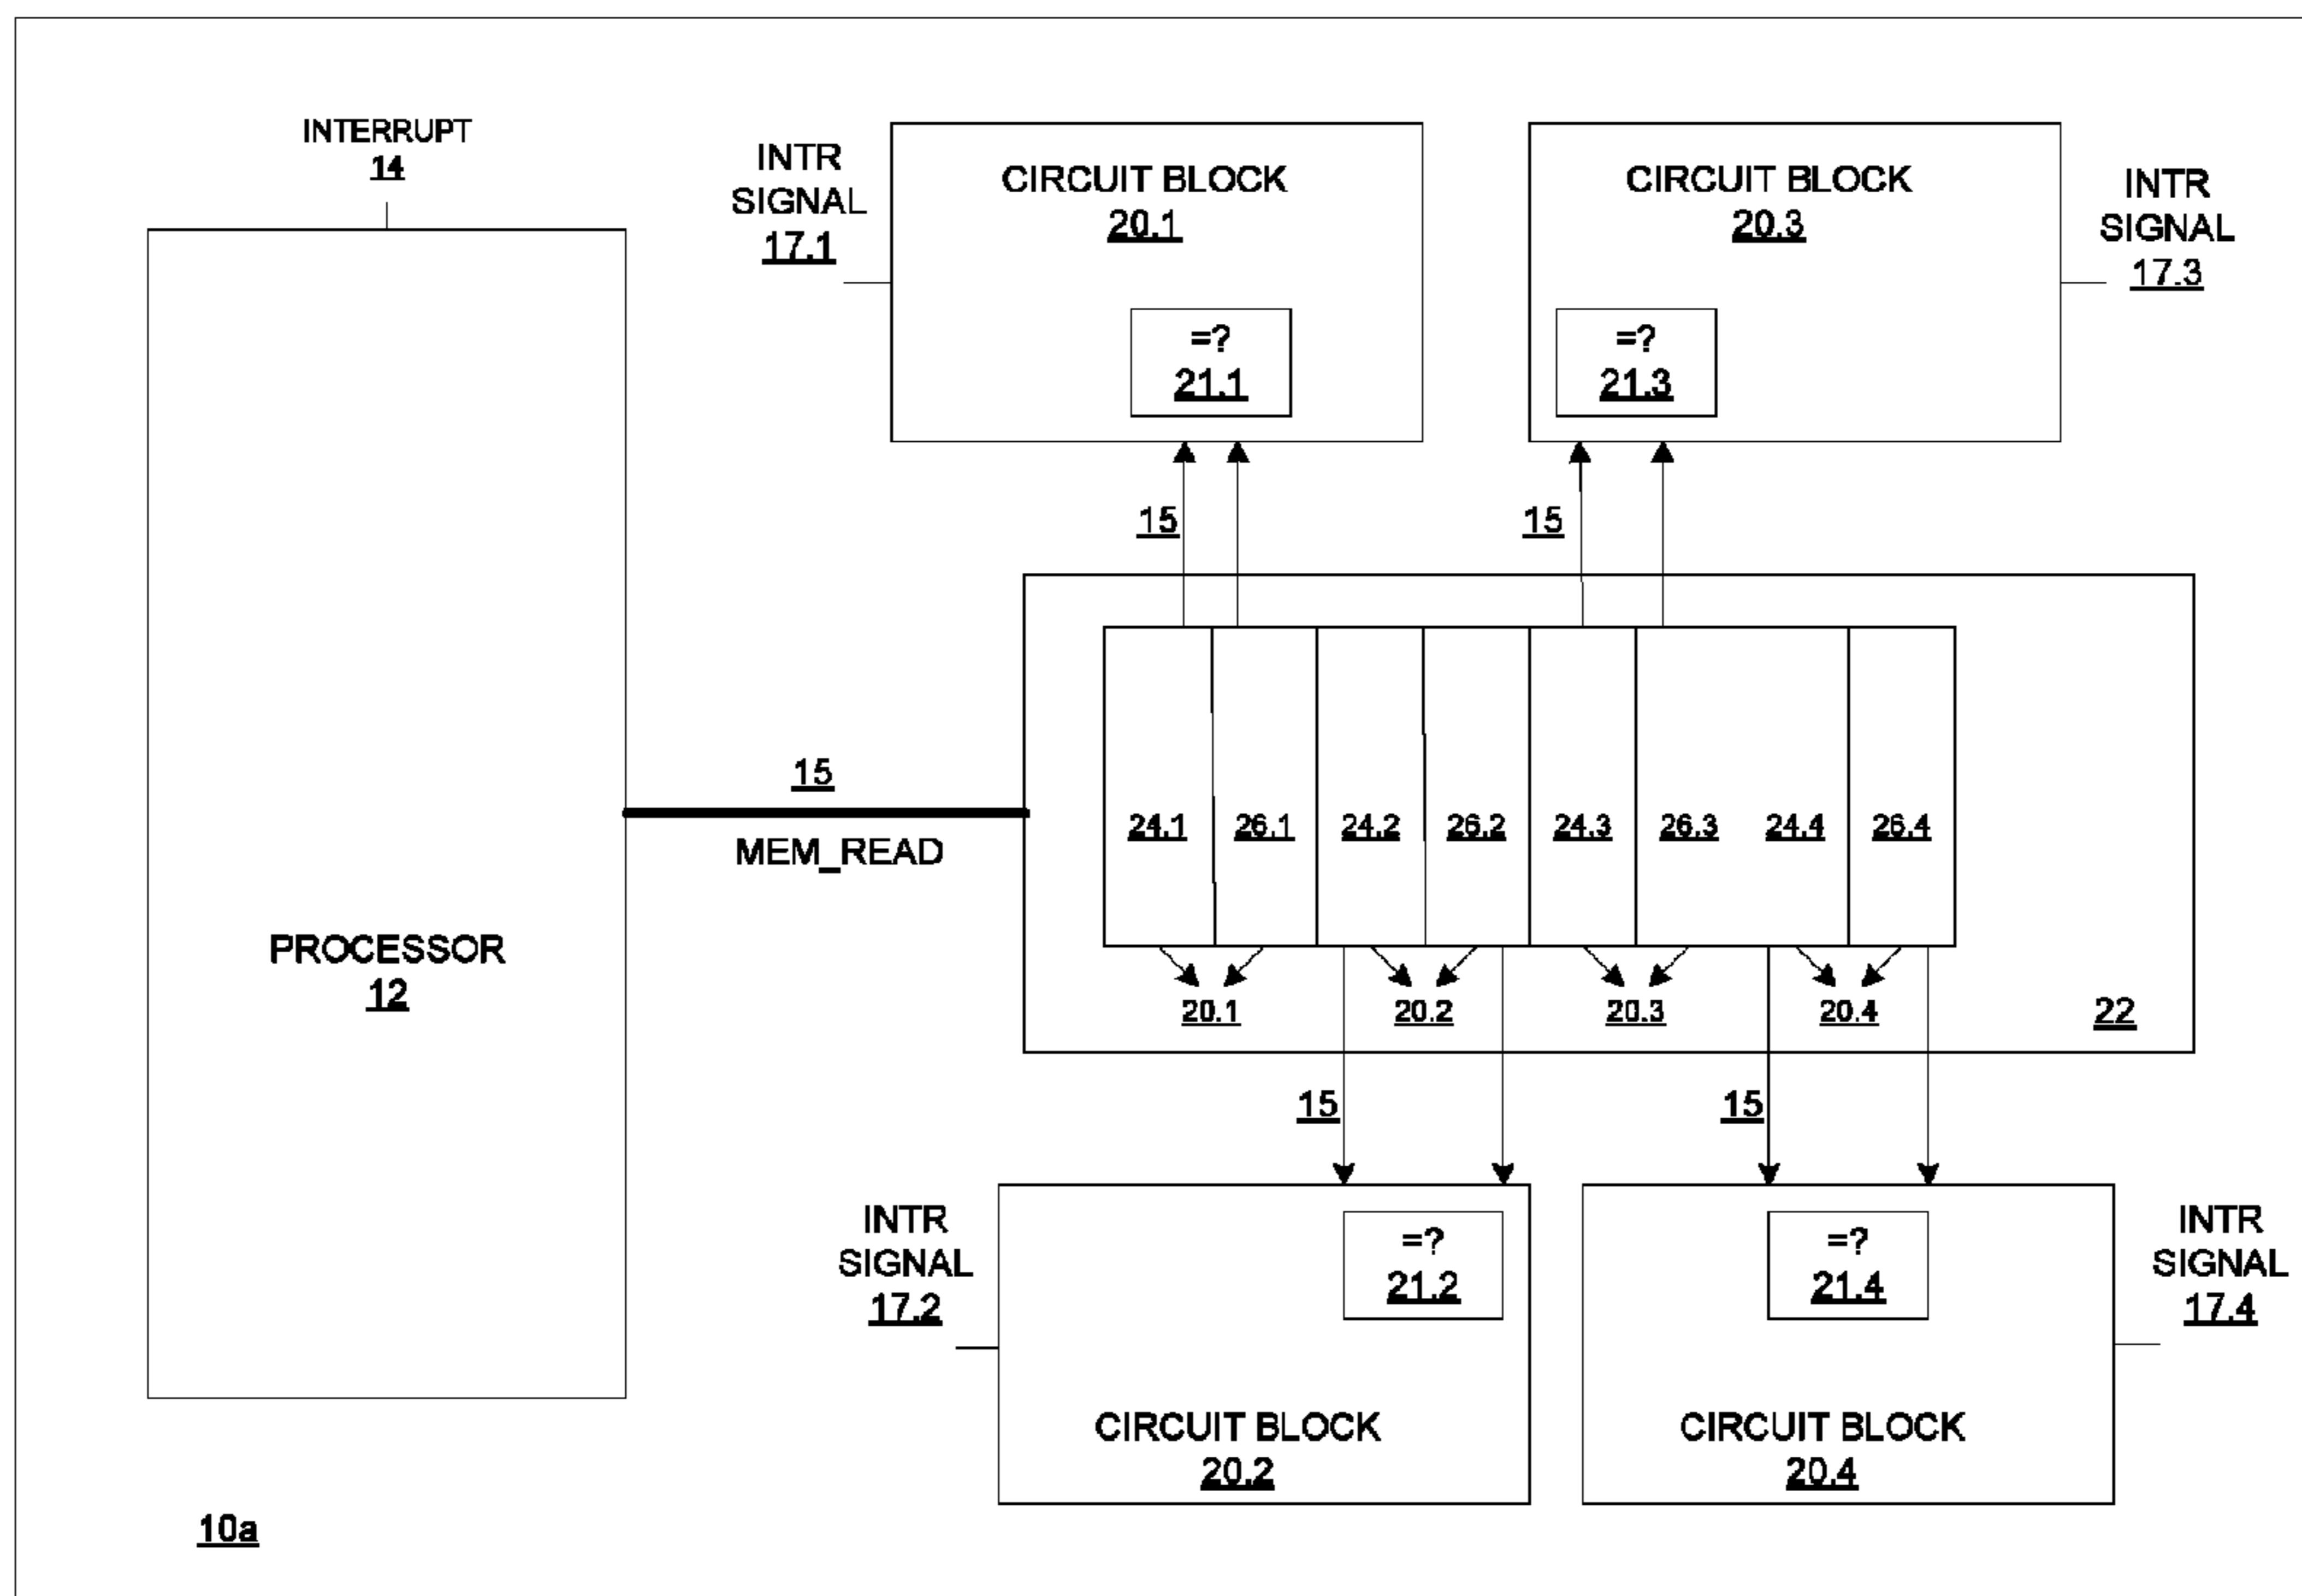 INTERRUPT
14
INTR
SIGNAL
17.1
CIRCUIT BLOCK
20.1
=?
21.1
CIRCUIT BLOCK
20.3
=?
21.3
INTR
SIGNAL
17.3
15
15
15
MEM_READ
PROCESSOR
12
24.1 26.1 24.2 26.2 24.3 26.3 24.4 26.4
20.1 20.2 20.3 20.4
22
15
15
INTR
SIGNAL
17.2
=?
21.2
CIRCUIT BLOCK
20.2
=?
21.4
CIRCUIT BLOCK
20.4
INTR
SIGNAL
17.4
10a